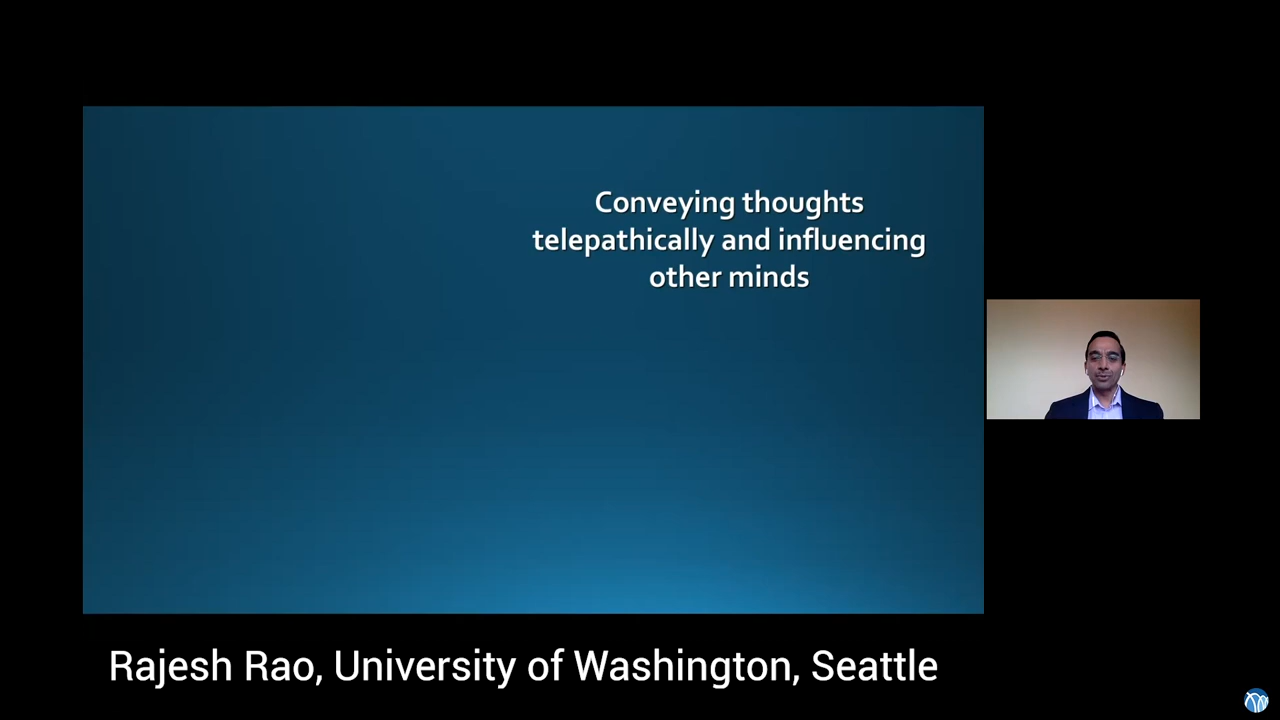 Conveying thoughts
telepathically and influencing
other minds
Rajesh Rao, University of Washington, Seattle